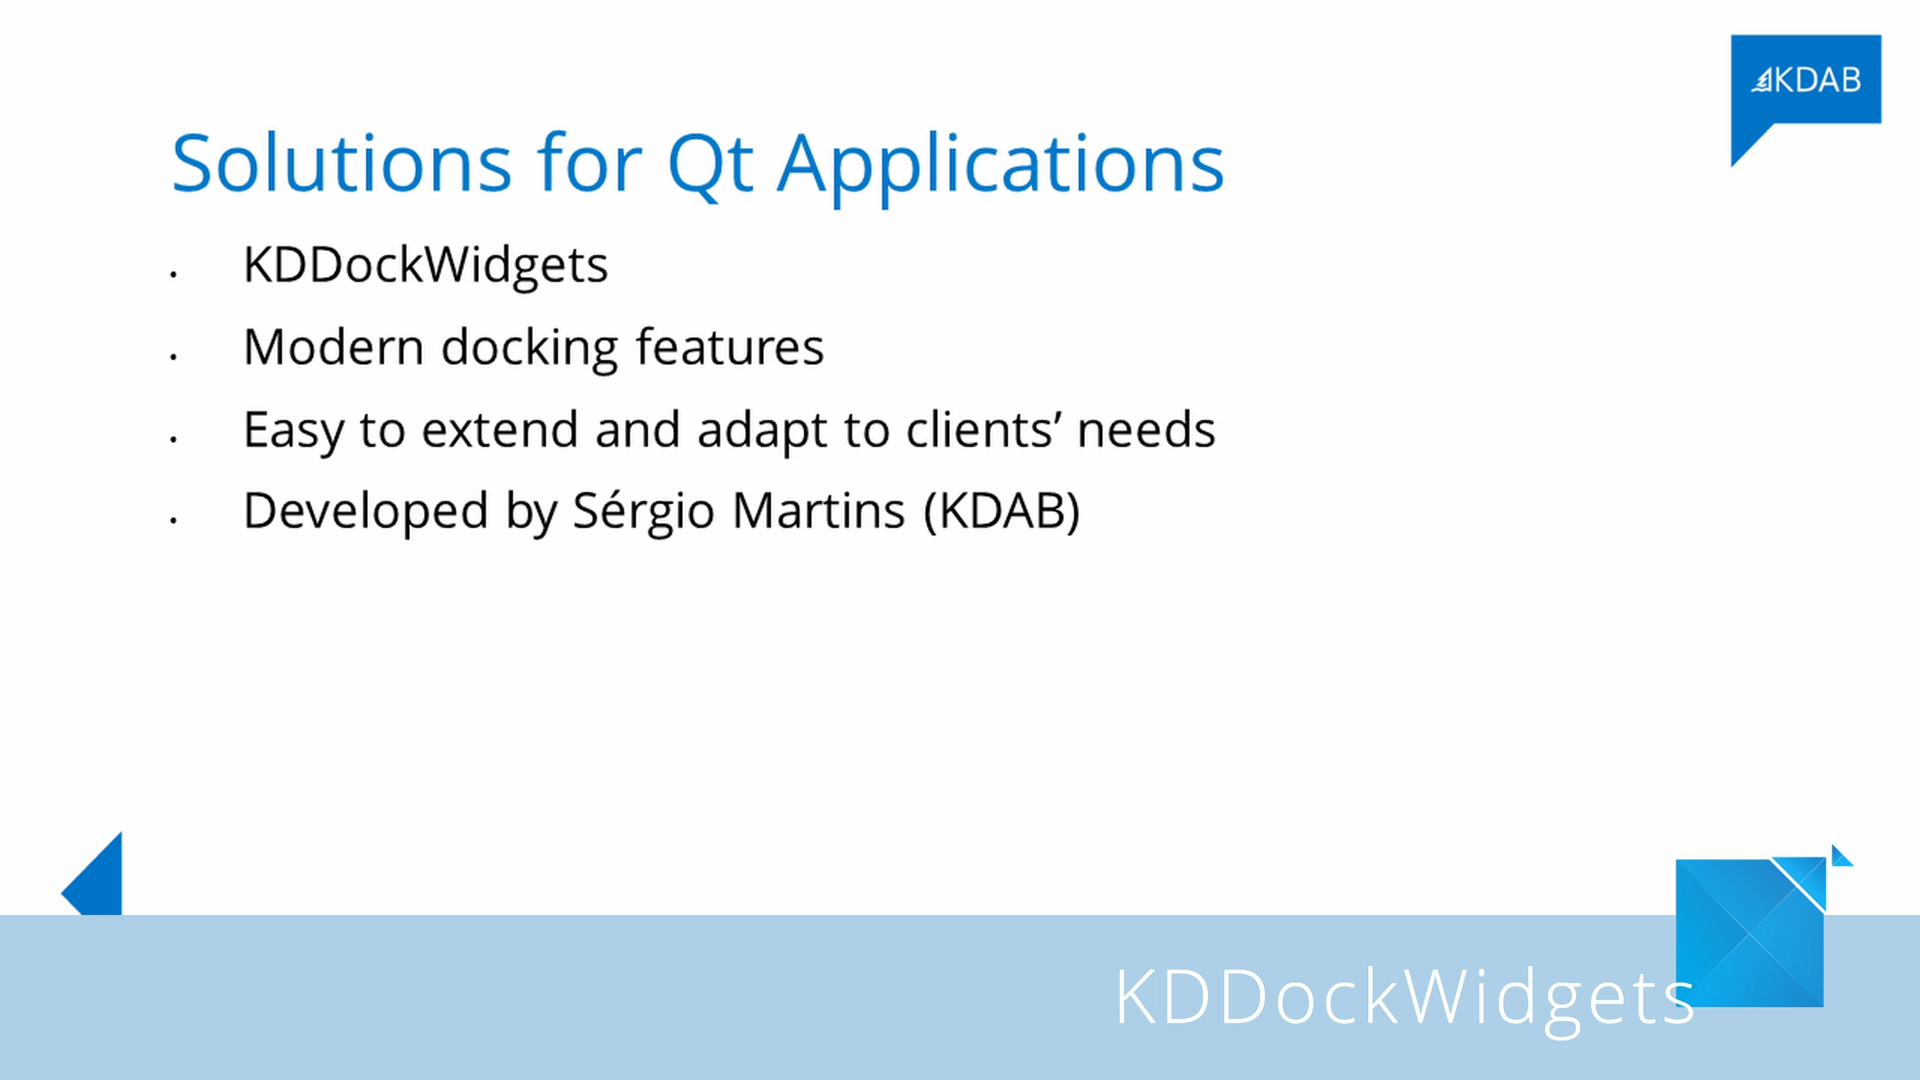 KDAB
Solutions for Qt Applications
. KDDockWidgets
. Modern docking features
. Easy to extend and adapt to clients’ needs
. Developed by Sérgio Martins (KDAB)
KDDockWidgets